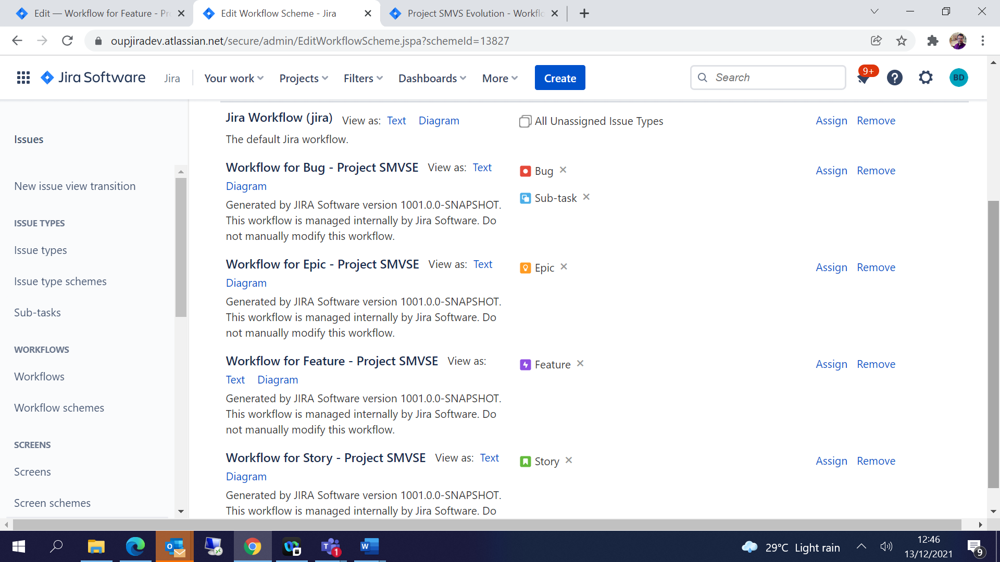 Edit — Workflow for Feature - Pr
Edit Workflow Scheme - Jira
Project SMVS Evolution - Workflo
oupjiradev.atlassian.net/secure/admin/EditWorkflowScheme.jspa?schemeId=13827
Jira Software
Jira
Your work
Projects
Filters
Dashboards
More
Create
Search
9+
BD
Issues
New issue view transition
ISSUE TYPES
Issue types
Issue type schemes
Sub-tasks
WORKFLOWS
Workflows
Workflow schemes
SCREENS
Screens
Screen schemes
Jira Workflow (jira) View as: Text Diagram
The default Jira workflow.
All Unassigned Issue Types
Assign Remove
Workflow for Bug - Project SMVSE View as: Text
Diagram
Generated by JIRA Software version 1001.0.0-SNAPSHOT.
This workflow is managed internally by Jira Software. Do
not manually modify this workflow.
Bug
Sub-task
Assign Remove
Workflow for Epic - Project SMVSE View as: Text
Diagram
Generated by JIRA Software version 1001.0.0-SNAPSHOT.
This workflow is managed internally by Jira Software. Do
not manually modify this workflow.
Epic
Assign Remove
Workflow for Feature - Project SMVSE View as:
Text Diagram
Generated by JIRA Software version 1001.0.0-SNAPSHOT.
This workflow is managed internally by Jira Software. Do
not manually modify this workflow.
Feature
Assign Remove
Workflow for Story - Project SMVSE View as: Text
Diagram
Generated by JIRA Software version 1001.0.0-SNAPSHOT.
This workflow is managed internally by Jira Software. Do
Story
Assign Remove
1
29°C Light rain
12:46
13/12/2021
9